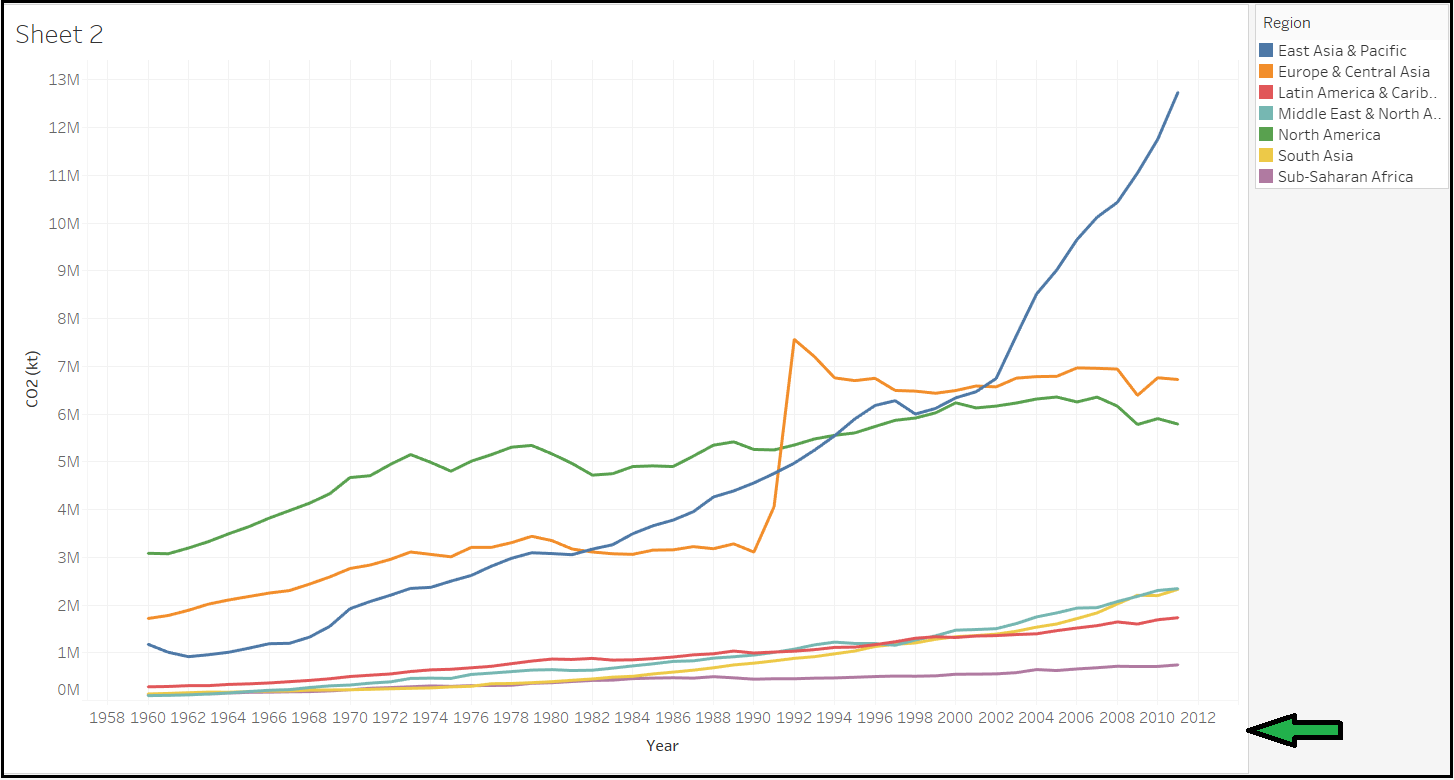 Sheet 2
Region
East Asia & Pacific
Europe & Central Asia
Latin America & Carib..
Middle East & North A..
North America
South Asia
Sub-Saharan Africa
13M
12M
11M
10M
9M
8M
7M
6M
5M
4M
3M
2M
1M
0M
CO2 (kt)
1958 1960 1962 1964 1966 1968 1970 1972 1974 1976 1978 1980 1982 1984 1986 1988 1990 1992 1994 1996 1998 2000 2002 2004 2006 2008 2010 2012
Year